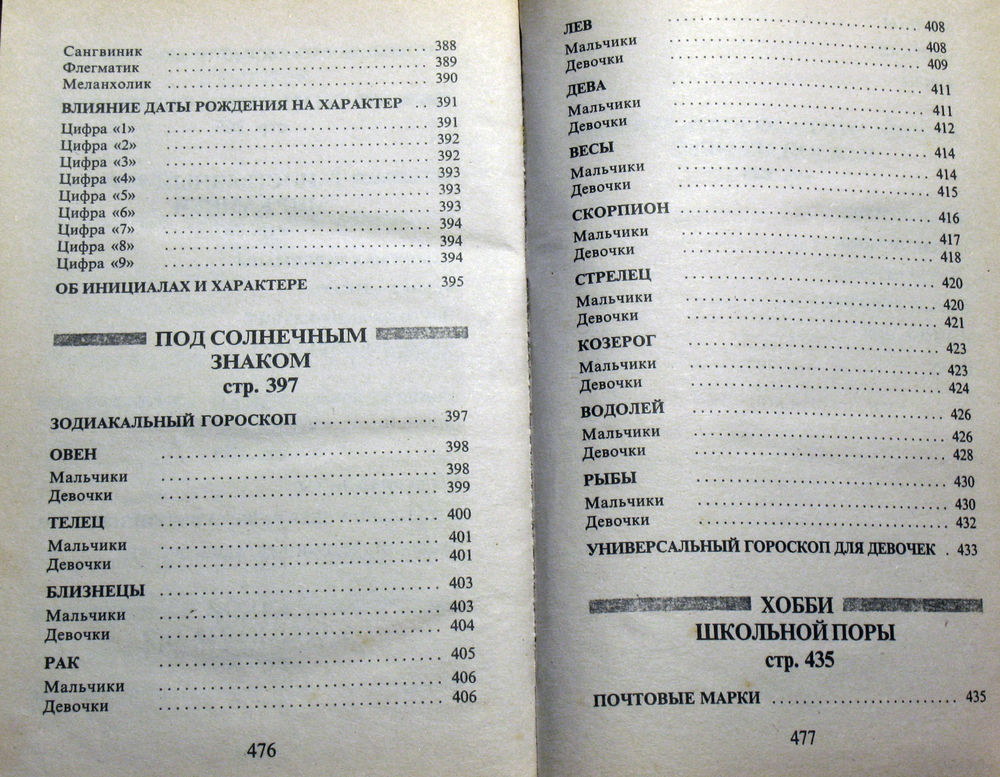 Сангвиник ........ 388
Флегматик ........ 389
Меланхолик ........ 390
ВЛИЯНИЕ ДАТЫ РОЖДЕНИЯ НА ХАРАКТЕР .. 391
Цифра «1» ........ 391
Цифра «2» ........ 392
Цифра «3» ........ 392
Цифра «4» ........ 393
Цифра «5» ........ 393
Цифра «6» ........ 393
Цифра «7» ........ 394
Цифра «8» ........ 394
Цифра «9» ........ 394
ОБ ИНИЦИАЛАХ И ХАРАКТЕРЕ ........ 395
ПОД СОЛНЕЧНЫМ
ЗНАКОМ
стр. 397
ЗОДИАКАЛЬНЫЙ ГОРОСКОП ........ 397
ОВЕН ........ 398
Мальчики ........ 398
Девочки ........ 399
ТЕЛЕЦ ........ 400
Мальчики ........ 401
Девочки ........ 401
БЛИЗНЕЦЫ ........ 403
Мальчики ........ 403
Девочки ........ 404
РАК ........ 405
Мальчики ........ 406
Девочки ........ 406
476
ЛЕВ ........ 408
Мальчики ........ 408
Девочки ........ 409
ДЕВА ........ 411
Мальчики ........ 411
Девочки ........ 412
ВЕСЫ ........ 414
Мальчики ........ 414
Девочки ........ 415
СКОРПИОН ........ 416
Мальчики ........ 417
Девочки ........ 418
СТРЕЛЕЦ ........ 420
Мальчики ........ 420
Девочки ........ 421
КОЗЕРОГ ........ 423
Мальчики ........ 423
Девочки ........ 424
ВОДОЛЕЙ ........ 426
Мальчики ........ 426
Девочки ........ 428
РЫБЫ ........ 430
Мальчики ........ 430
Девочки ........ 432
УНИВЕРСАЛЬНЫЙ ГОРОСКОП ДЛЯ ДЕВОЧЕК . 433
ХОББИ
ШКОЛЬНОЙ ПОРЫ
стр. 435
ПОЧТОВЫЕ МАРКИ ........ 435
477